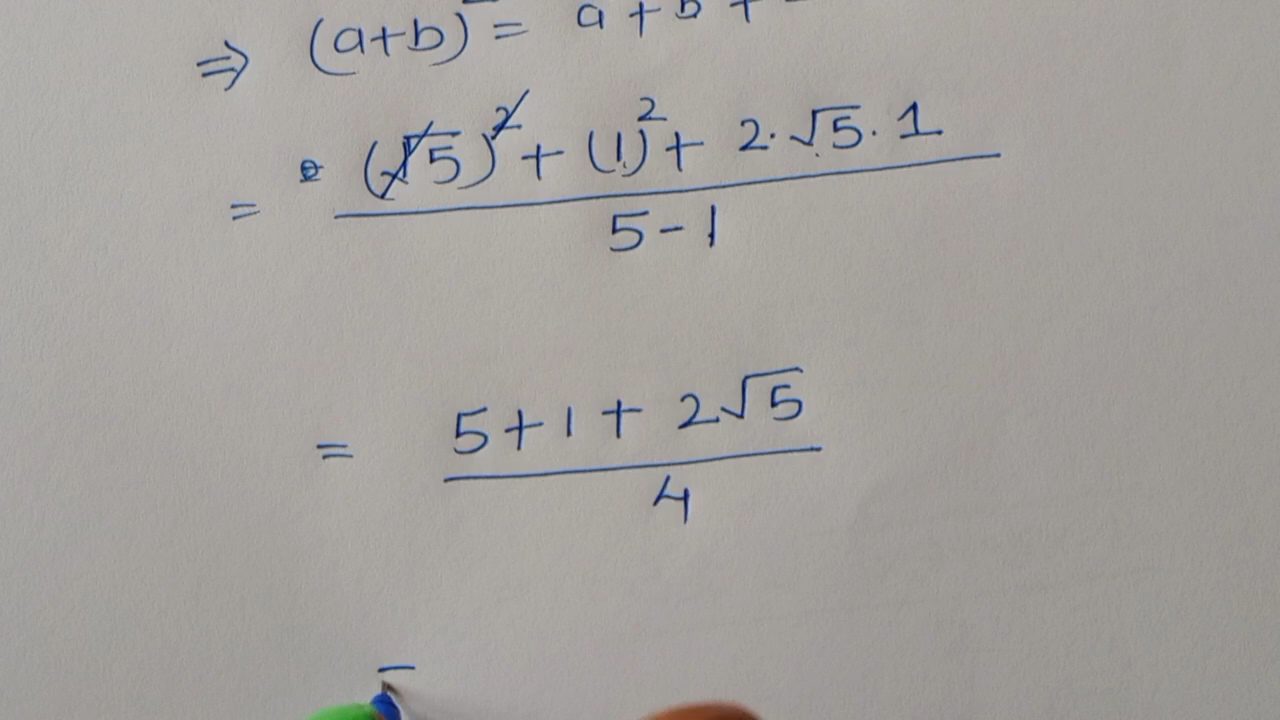 ⇒ (a+b) = a + b +
= (√5)² + (1)² + 2·√5·1 / 5-1
= 5+1+2√5 / 4